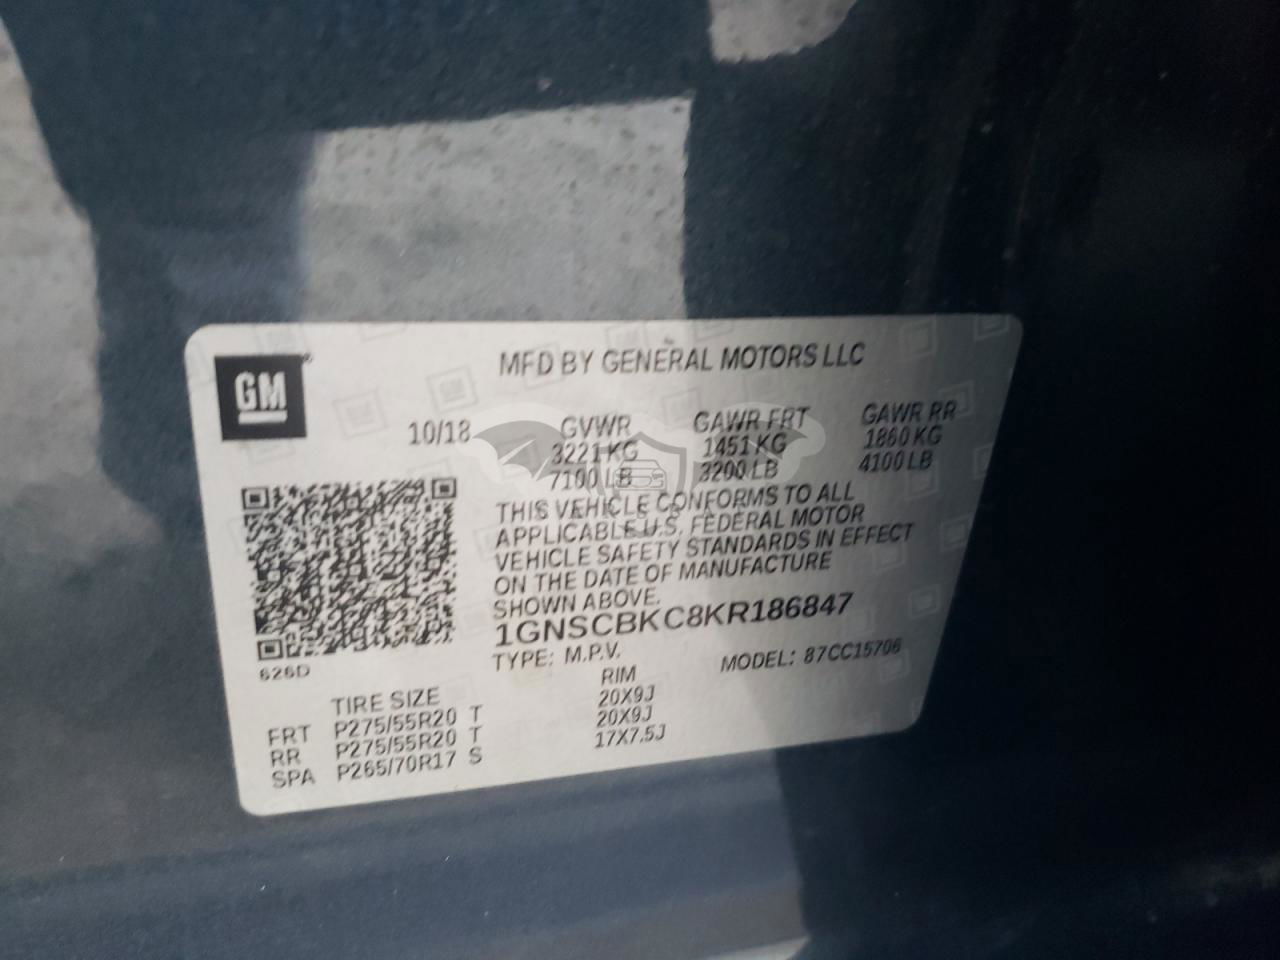 GM
MFD BY GENERAL MOTORS LLC
10/18
GVWR GAWR FRT GAWR RR
3221 KG 1451 KG 1860 KG
7100 LB 3200 LB 4100 LB
THIS VEHICLE CONFORMS TO ALL
APPLICABLE U.S. FEDERAL MOTOR
VEHICLE SAFETY STANDARDS IN EFFECT
ON THE DATE OF MANUFACTURE
SHOWN ABOVE.
1GNSCBKC8KR186847
TYPE: M.P.V. MODEL: 87CC15706
626D
TIRE SIZE RIM
FRT P275/55R20 T 20X9J
RR P275/55R20 T 20X9J
SPA P265/70R17 S 17X7.5J